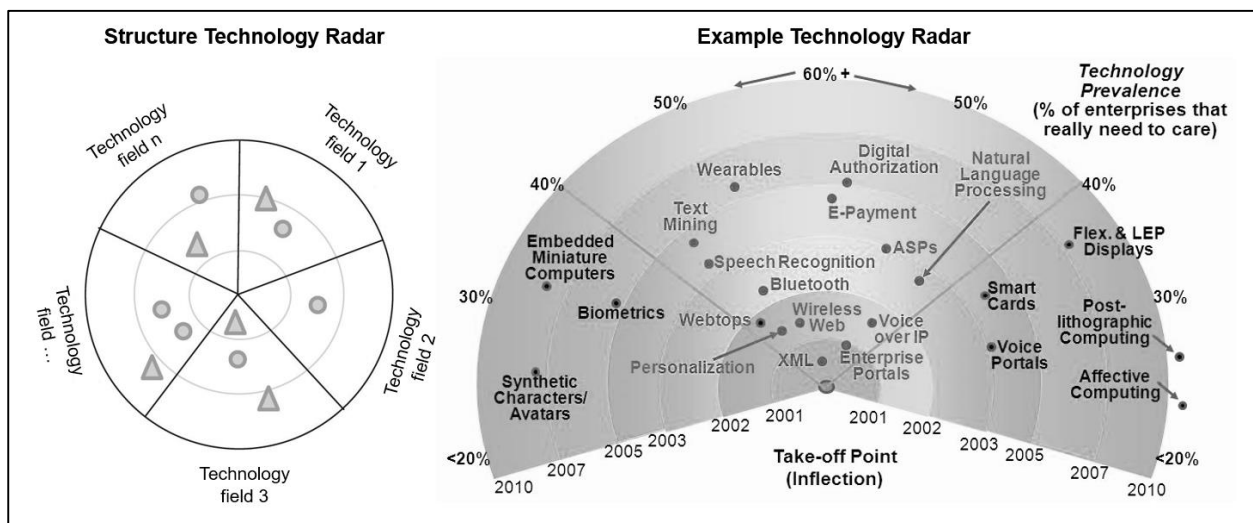 Structure Technology Radar
Technology
field n
Technology
field 1
Technology
field …
Technology
field 2
Technology
field 3
Example Technology Radar
60% +
50%
50%
40%
40%
30%
30%
<20%
<20%
Technology
Prevalence
(% of enterprises that
really need to care)
Wearables
Digital
Authorization
Natural
Language
Processing
Text
Mining
E-Payment
Embedded
Miniature
Computers
Speech Recognition
ASPs
Flex. & LEP
Displays
Biometrics
Bluetooth
Smart
Cards
Webtops
Wireless
Web
Voice
over IP
Post-
lithographic
Computing
Personalization
XML
Enterprise
Portals
Voice
Portals
Synthetic
Characters/
Avatars
Affective
Computing
2010
2007
2005
2003
2002
2001
2001
2002
2003
2005
2007
2010
Take-off Point
(Inflection)